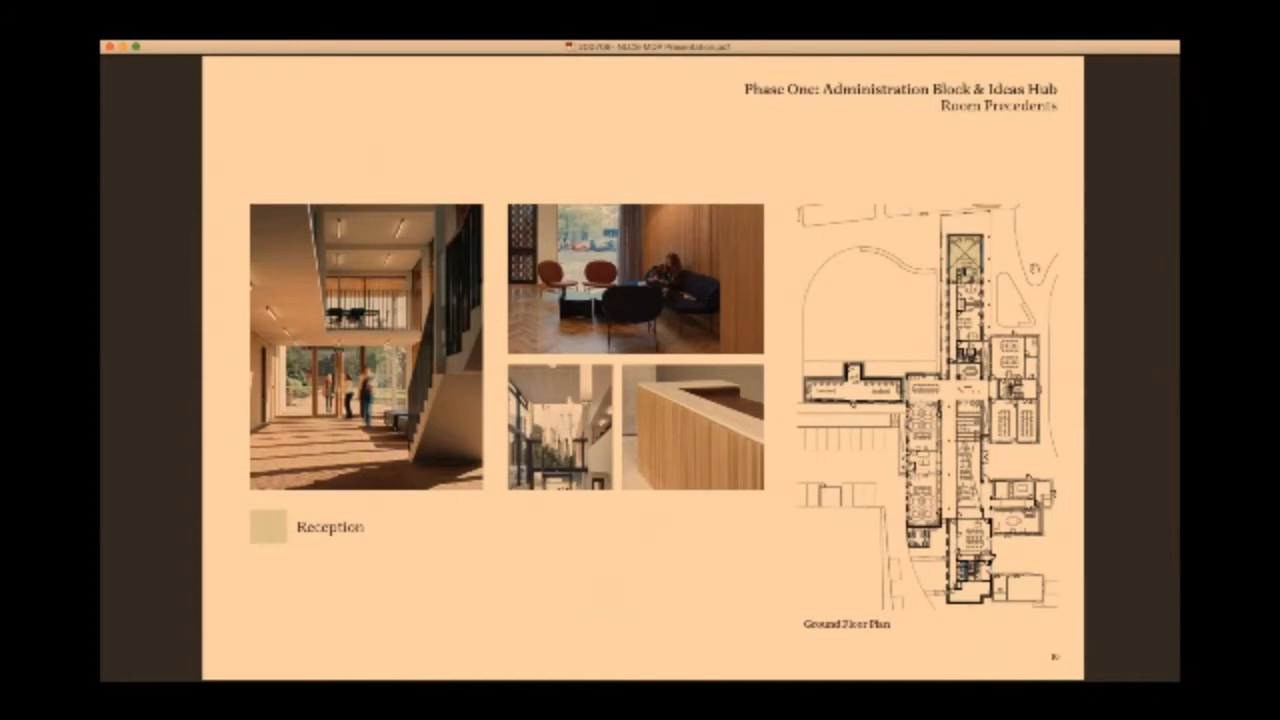 Phase One: Administration Block & Ideas Hub
Room Precedents
Reception
Ground Floor Plan